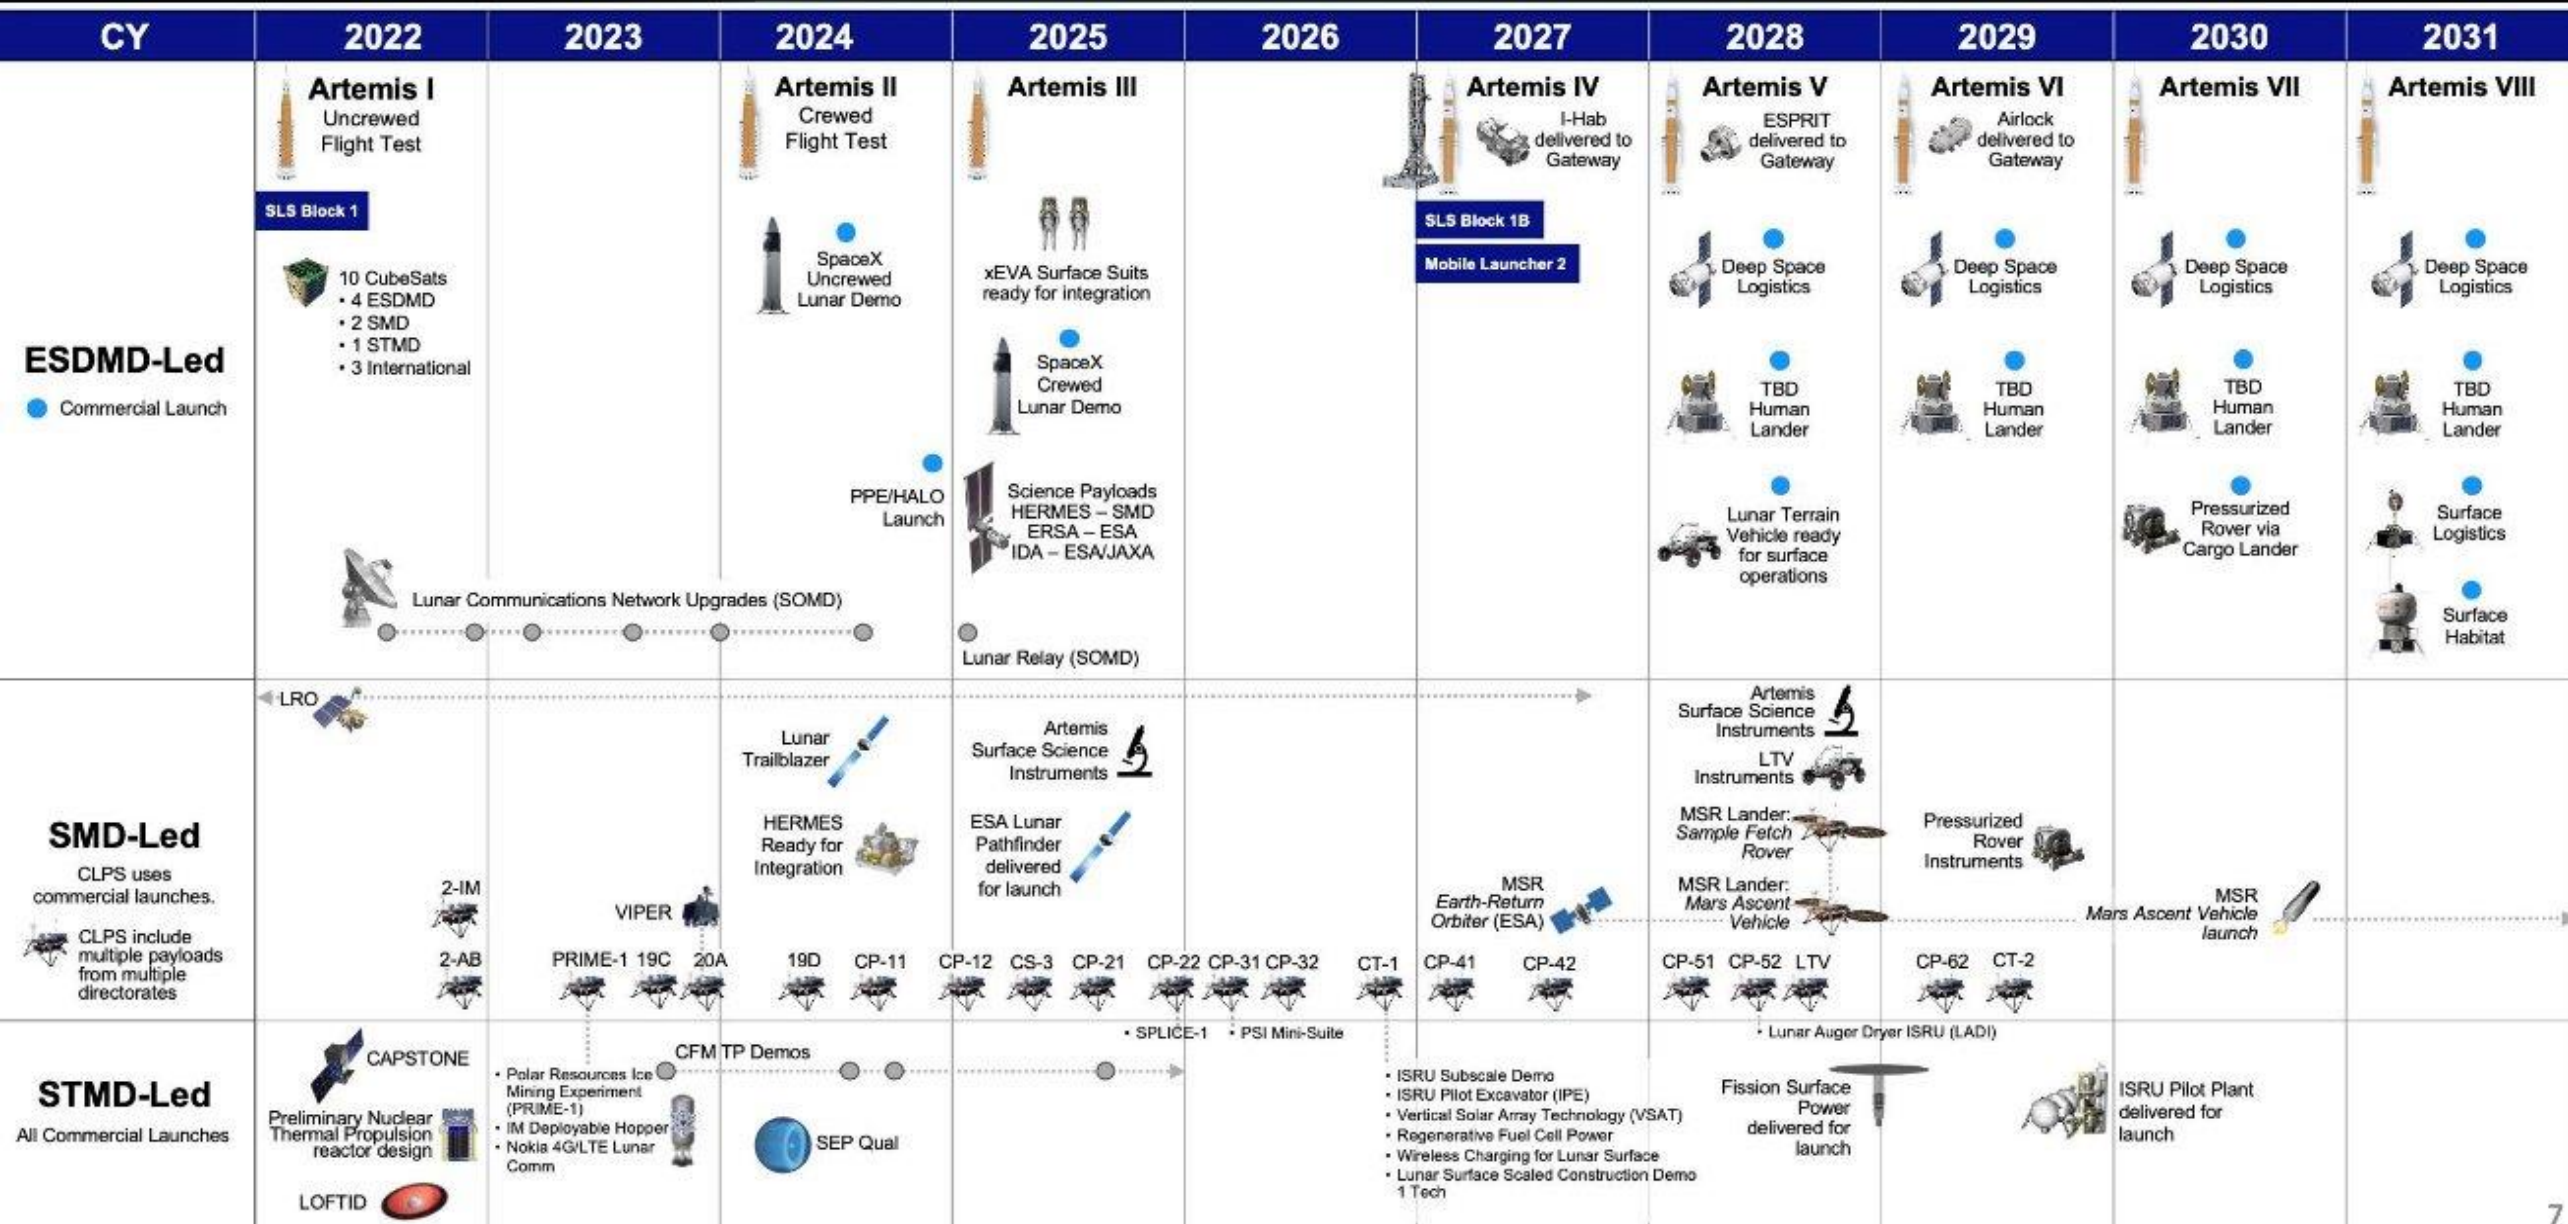 CY 2022 2023 2024 2025 2026 2027 2028 2029 2030 2031
ESDMD-Led
Commercial Launch
Artemis I
Uncrewed
Flight Test
SLS Block 1
10 CubeSats
• 4 ESDMD
• 2 SMD
• 1 STMD
• 3 International
Artemis II
Crewed
Flight Test
SpaceX
Uncrewed
Lunar Demo
PPE/HALO
Launch
Lunar Communications Network Upgrades (SOMD)
Artemis III
xEVA Surface Suits
ready for integration
SpaceX
Crewed
Lunar Demo
Science Payloads
HERMES – SMD
ERSA – ESA
IDA – ESA/JAXA
Lunar Relay (SOMD)
Artemis IV
I-Hab
delivered to
Gateway
SLS Block 1B
Mobile Launcher 2
Artemis V
ESPRIT
delivered to
Gateway
Deep Space
Logistics
TBD
Human
Lander
Lunar Terrain
Vehicle ready
for surface
operations
Artemis VI
Airlock
delivered to
Gateway
Deep Space
Logistics
TBD
Human
Lander
Artemis VII
Deep Space
Logistics
TBD
Human
Lander
Pressurized
Rover via
Cargo Lander
Artemis VIII
Deep Space
Logistics
TBD
Human
Lander
Surface
Logistics
Surface
Habitat
SMD-Led
CLPS uses
commercial launches.
CLPS include
multiple payloads
from multiple
directorates
LRO
2-IM
2-AB
VIPER
PRIME-1 19C 20A
Lunar
Trailblazer
HERMES
Ready for
Integration
19D CP-11
Artemis
Surface Science
Instruments
ESA Lunar
Pathfinder
delivered
for launch
CP-12 CS-3 CP-21 CP-22 CP-31 CP-32 CT-1
MSR
Earth-Return
Orbiter (ESA)
CP-41 CP-42
Artemis
Surface Science
Instruments
LTV
Instruments
MSR Lander:
Sample Fetch
Rover
MSR Lander:
Mars Ascent
Vehicle
CP-51 CP-52 LTV
Pressurized
Rover
Instruments
CP-62 CT-2
MSR
Mars Ascent Vehicle
launch
STMD-Led
All Commercial Launches
CAPSTONE
Preliminary Nuclear
Thermal Propulsion
reactor design
LOFTID
CFM TP Demos
• Polar Resources Ice
Mining Experiment
(PRIME-1)
• IM Deployable Hopper
• Nokia 4G/LTE Lunar
Comm
SEP Qual
• SPLICE-1
• PSI Mini-Suite
• ISRU Subscale Demo
• ISRU Pilot Excavator (IPE)
• Vertical Solar Array Technology (VSAT)
• Regenerative Fuel Cell Power
• Wireless Charging for Lunar Surface
• Lunar Surface Scaled Construction Demo
1 Tech
• Lunar Auger Dryer ISRU (LADI)
Fission Surface
Power
delivered for
launch
ISRU Pilot Plant
delivered for
launch
7